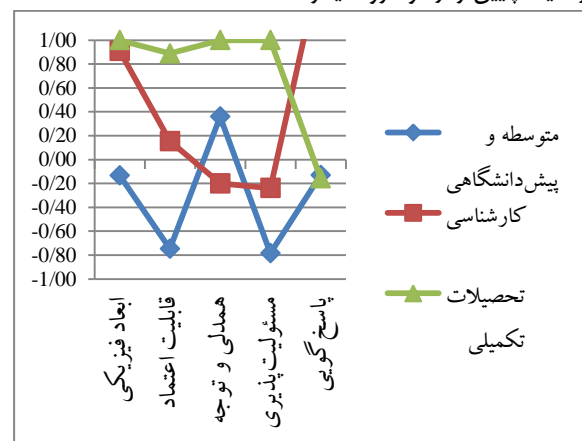 1/00
0/80
0/60
0/40
0/20
0/00
-0/20
-0/40
-0/60
-0/80
-1/00
ابعاد فیزیکی
قابلیت اعتماد
همدلی و توجه
مسئولیت‌پذیری
پاسخ گویی
متوسطه و
پیش‌دانشگاهی
کارشناسی
تحصیلات
تکمیلی